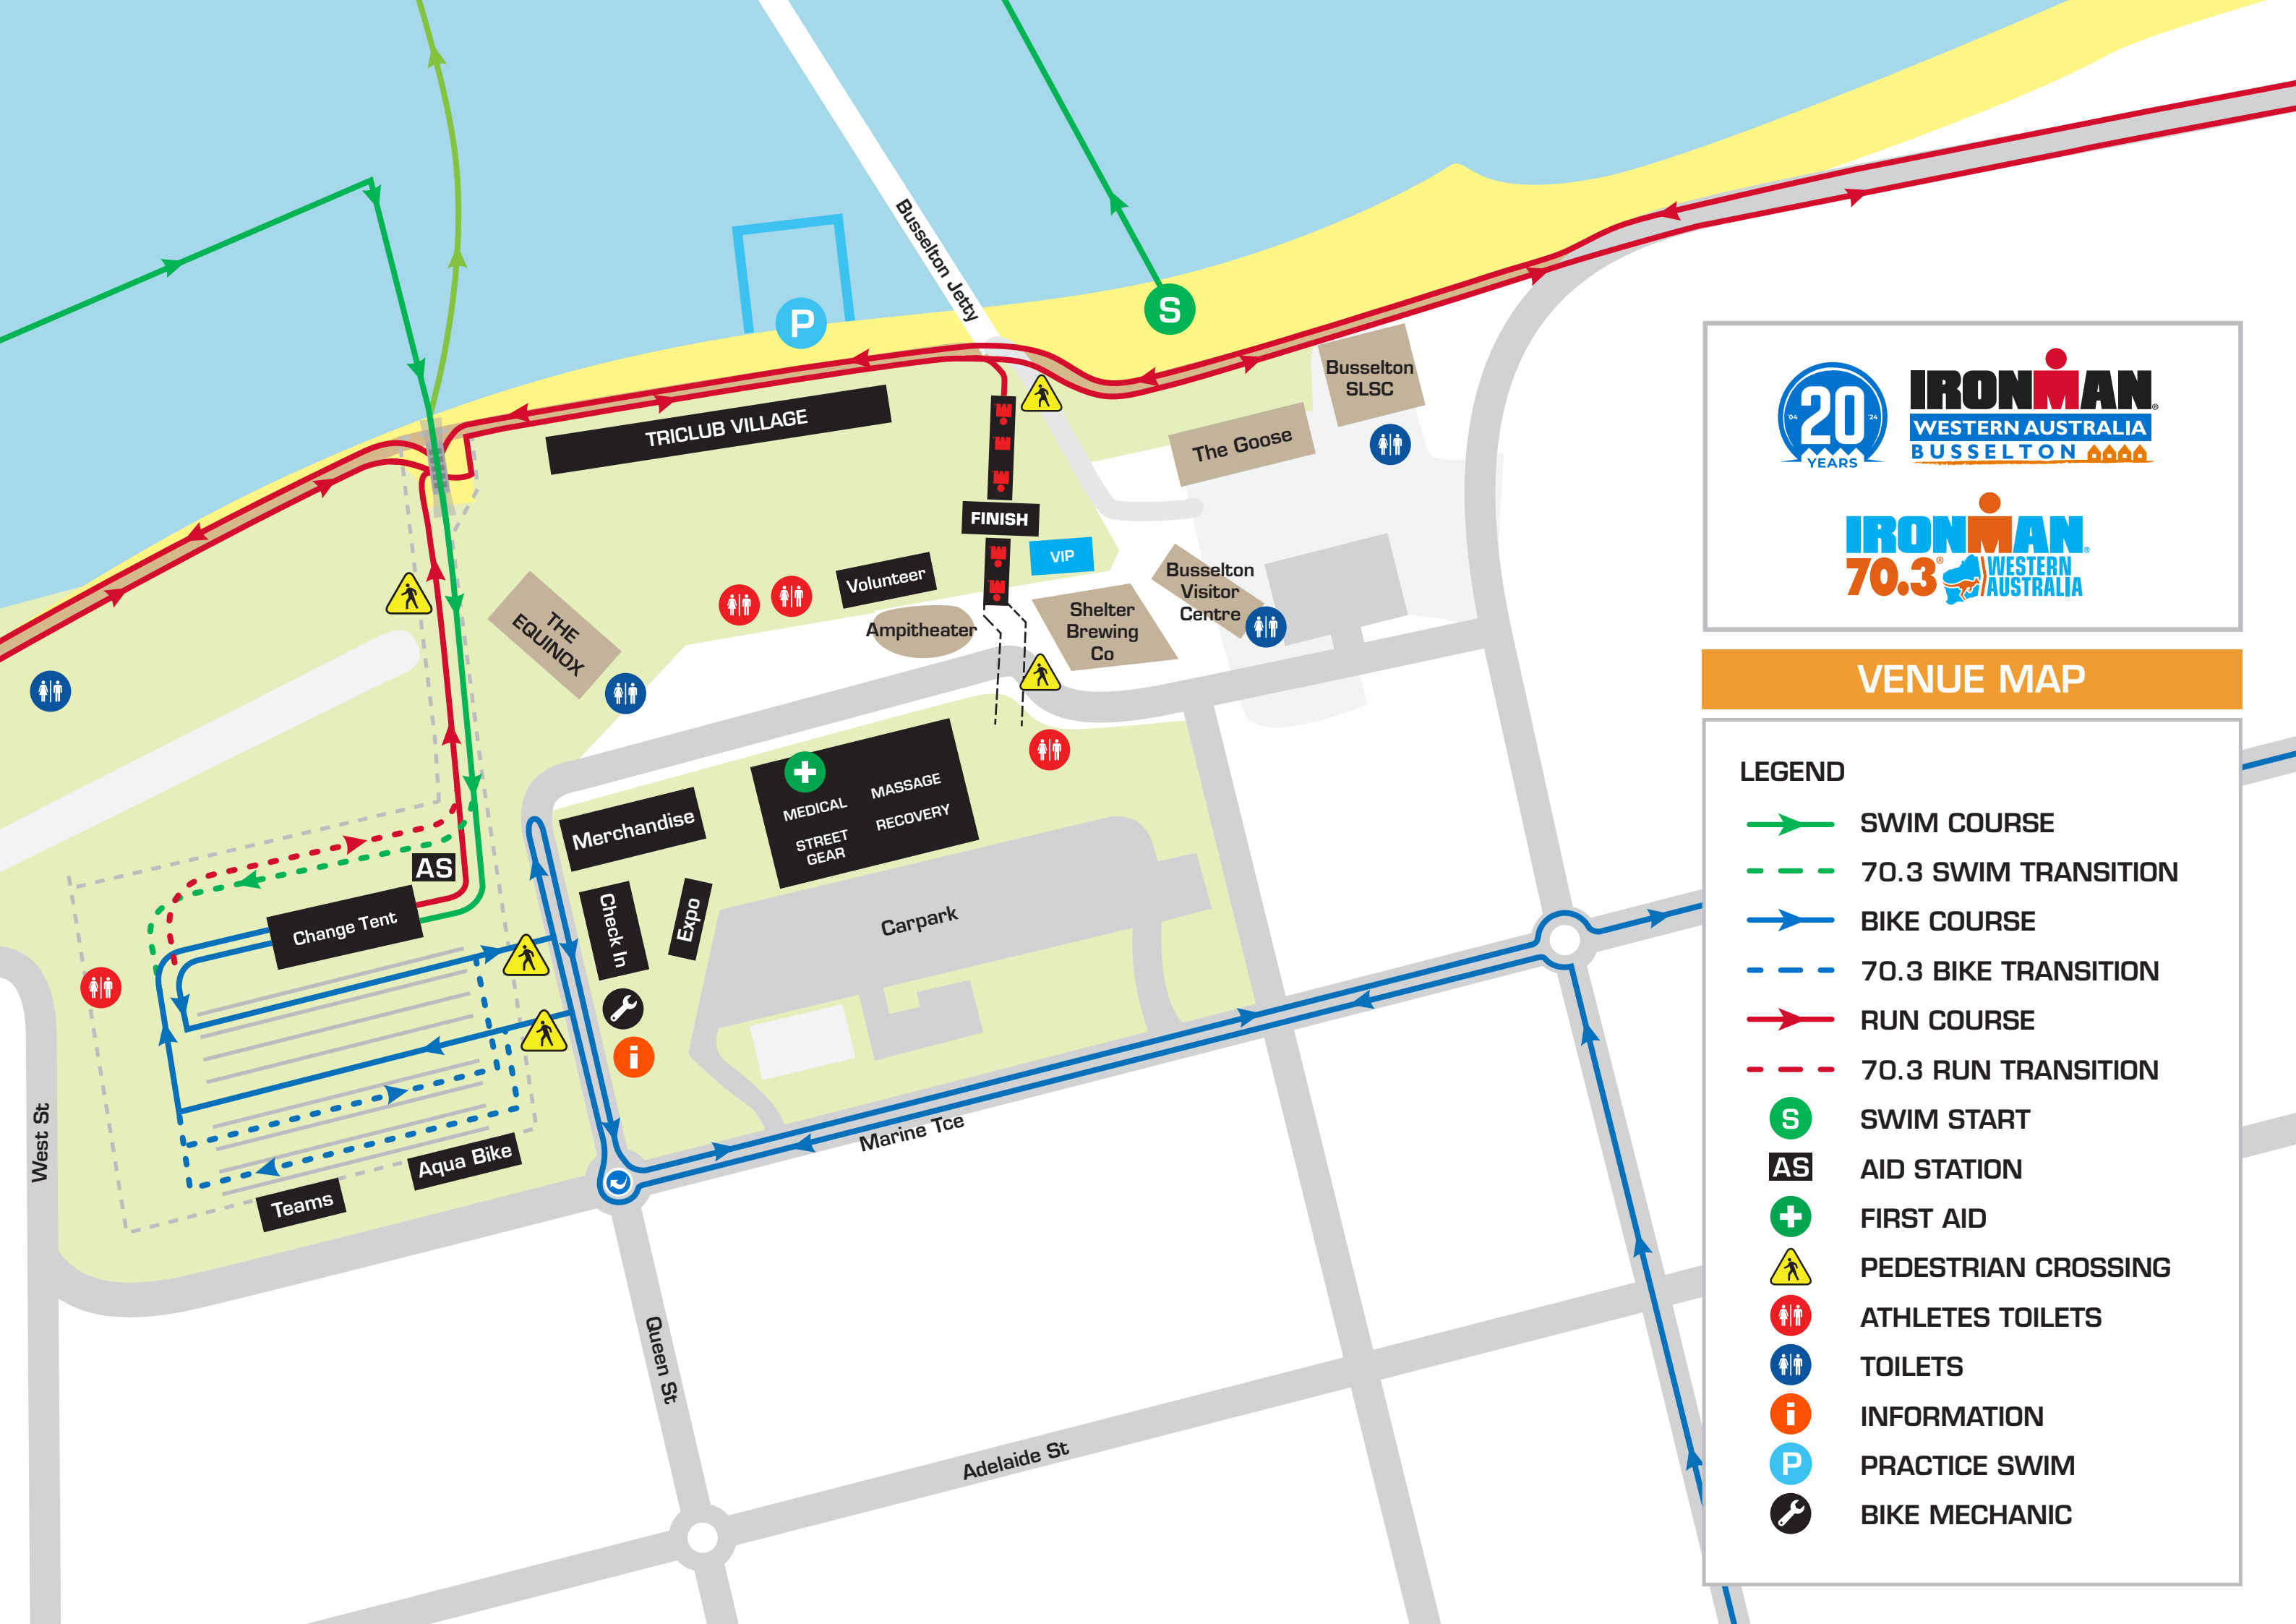 Busselton Jetty
P
S
TRICLUB VILLAGE
FINISH
VIP
Volunteer
Ampitheater
Shelter
Brewing
Co
Busselton
Visitor
Centre
The Goose
Busselton
SLSC
THE
EQUINOX
MEDICAL
MASSAGE
STREET
GEAR
RECOVERY
Merchandise
Check In
Expo
Carpark
AS
Change Tent
i
Aqua Bike
Teams
West St
Marine Tce
Queen St
Adelaide St
'04
20
'24
YEARS
IRONMAN®
WESTERN AUSTRALIA
BUSSELTON
IRONMAN®
70.3®
WESTERN
AUSTRALIA
VENUE MAP
LEGEND
SWIM COURSE
70.3 SWIM TRANSITION
BIKE COURSE
70.3 BIKE TRANSITION
RUN COURSE
70.3 RUN TRANSITION
S SWIM START
AS AID STATION
FIRST AID
PEDESTRIAN CROSSING
ATHLETES TOILETS
TOILETS
i INFORMATION
P PRACTICE SWIM
BIKE MECHANIC